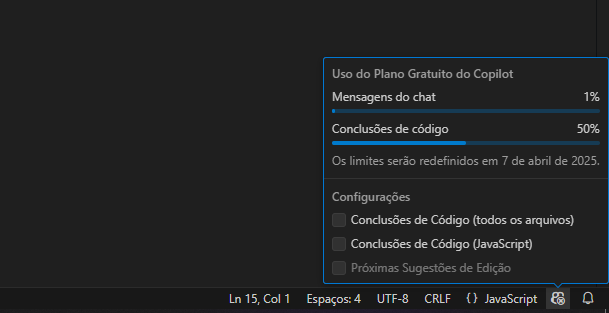 Uso do Plano Gratuito do Copilot
Mensagens do chat 1%
Conclusões de código 50%
Os limites serão redefinidos em 7 de abril de 2025.
Configurações
Conclusões de Código (todos os arquivos)
Conclusões de Código (JavaScript)
Próximas Sugestões de Edição
Ln 15, Col 1 Espaços: 4 UTF-8 CRLF {} JavaScript